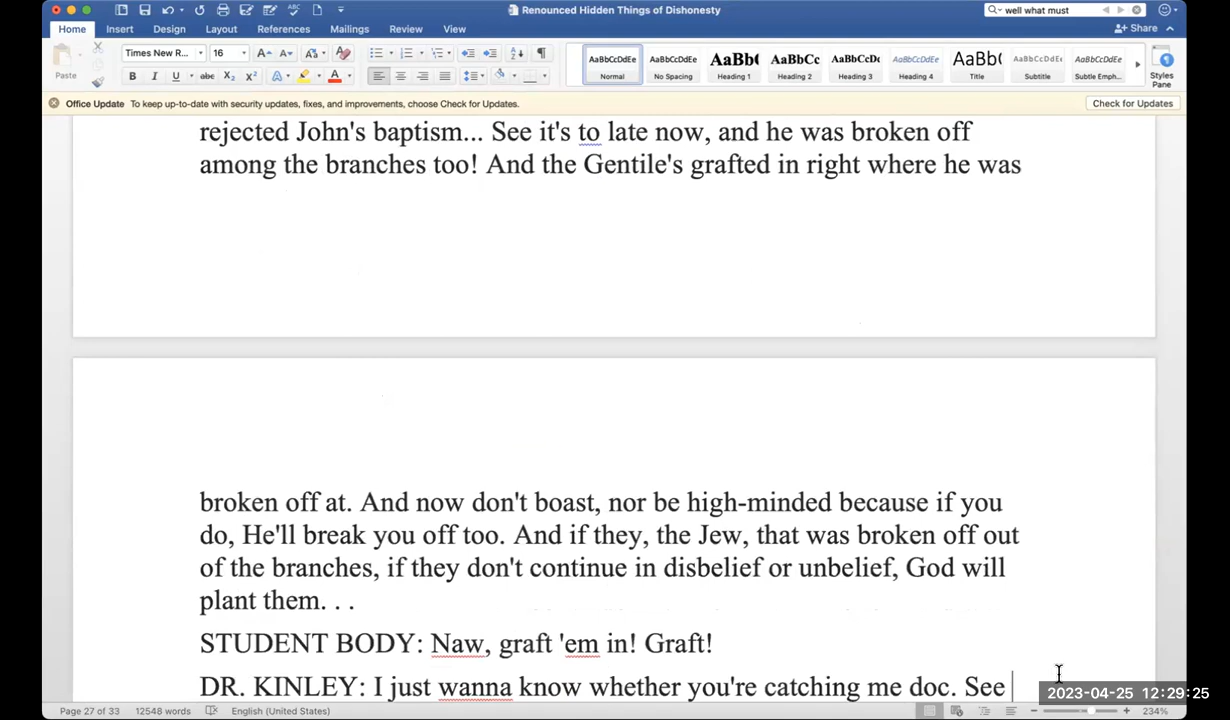 Renounced Hidden Things of Dishonesty
well what must
Home Insert Design Layout References Mailings Review View
Share
Times New R... 16
Paste
AaBbCcDdEe AaBbCcDdEe AaBb( AaBbCc AaBbCcDc AaBbCcDdEe AaBb( AaBbCcDdEe AaBbCcDdEe
Normal No Spacing Heading 1 Heading 2 Heading 3 Heading 4 Title Subtitle Subtle Emph... Styles Pane
Office Update To keep up-to-date with security updates, fixes, and improvements, choose Check for Updates. Check for Updates
rejected John's baptism... See it's to late now, and he was broken off
among the branches too! And the Gentile's grafted in right where he was
broken off at. And now don't boast, nor be high-minded because if you
do, He'll break you off too. And if they, the Jew, that was broken off out
of the branches, if they don't continue in disbelief or unbelief, God will
plant them. . .
STUDENT BODY: Naw, graft 'em in! Graft!
DR. KINLEY: I just wanna know whether you're catching me doc. See
2023-04-25 12:29:25
Page 27 of 33 12548 words English (United States) 234%